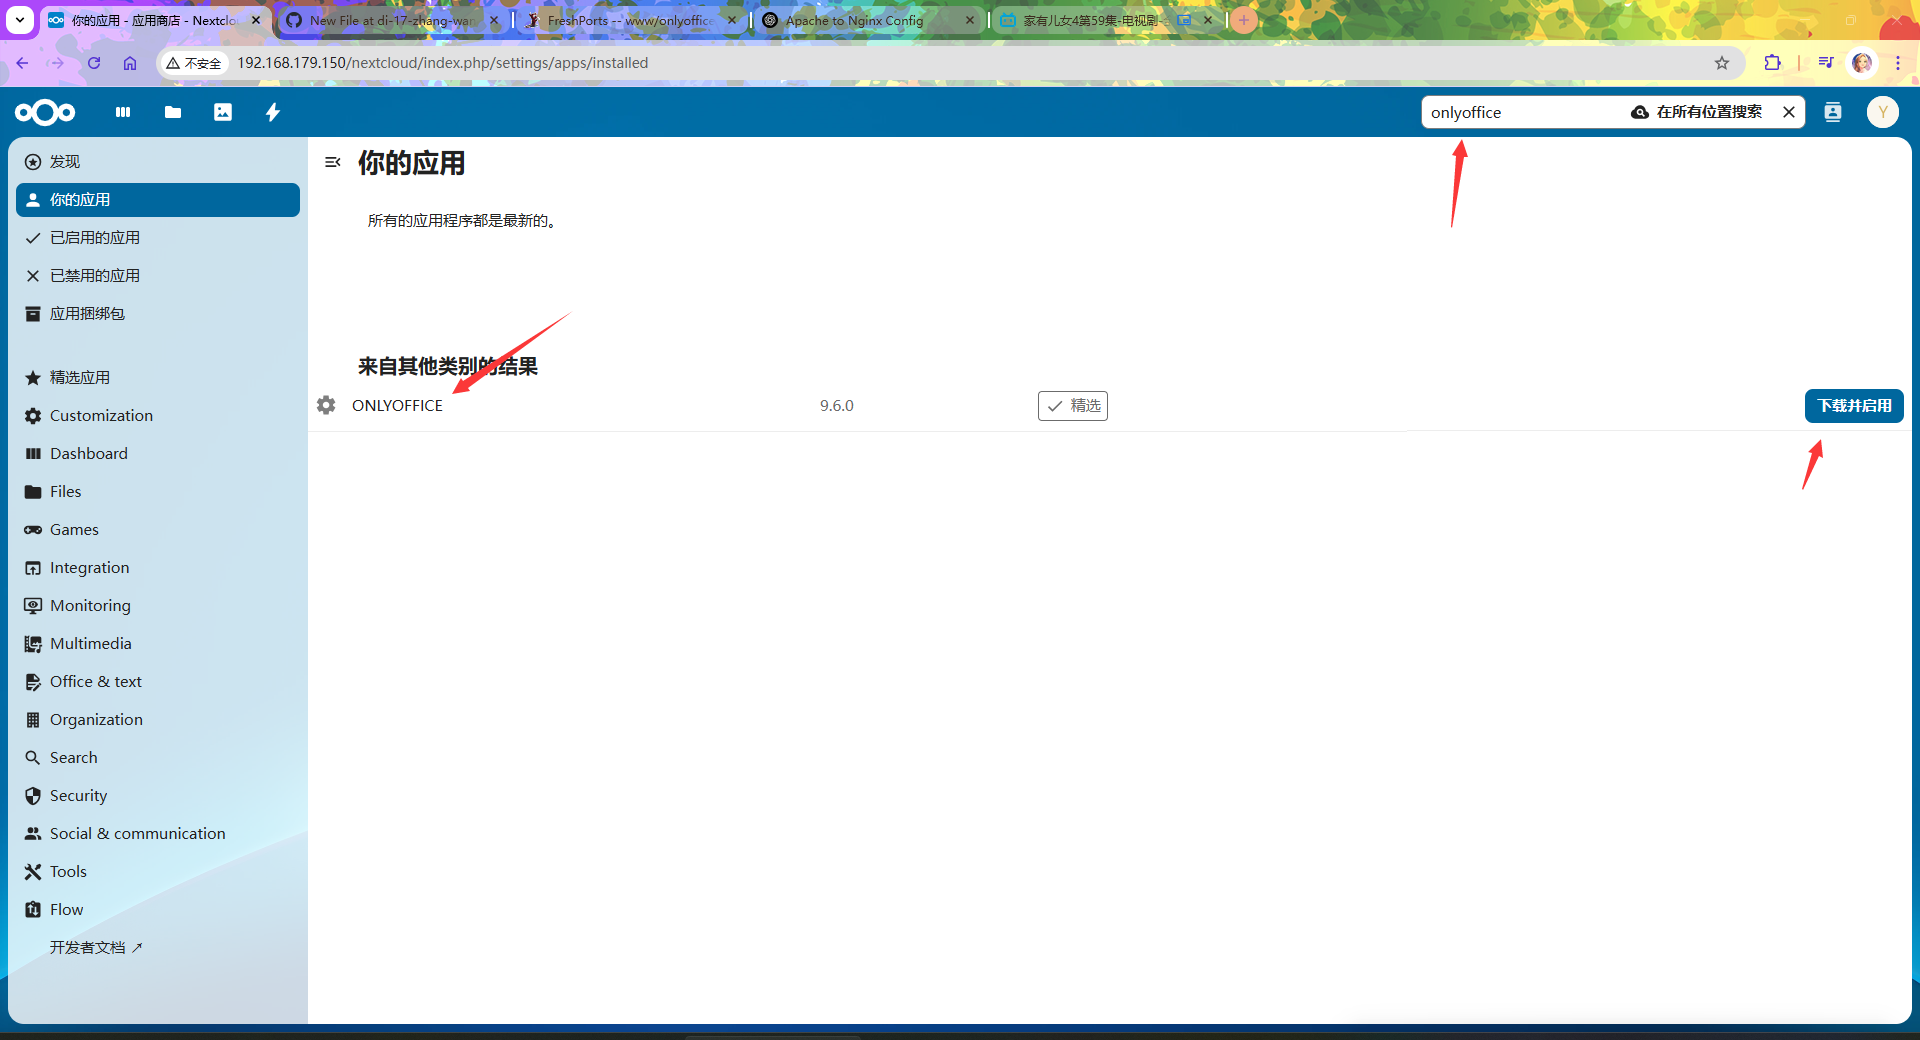 你的应用 - 应用商店 - Nextclo
New File at di-17-zhang-wan
FreshPorts -- www/onlyoffice
Apache to Nginx Config
家有儿女4第59集-电视剧-
不安全
192.168.179.150/nextcloud/index.php/settings/apps/installed
onlyoffice
在所有位置搜索
Y
发现
你的应用
已启用的应用
已禁用的应用
应用捆绑包
精选应用
Customization
Dashboard
Files
Games
Integration
Monitoring
Multimedia
Office & text
Organization
Search
Security
Social & communication
Tools
Flow
开发者文档 ↗
你的应用
所有的应用程序都是最新的。
来自其他类别的结果
ONLYOFFICE
9.6.0
精选
下载并启用